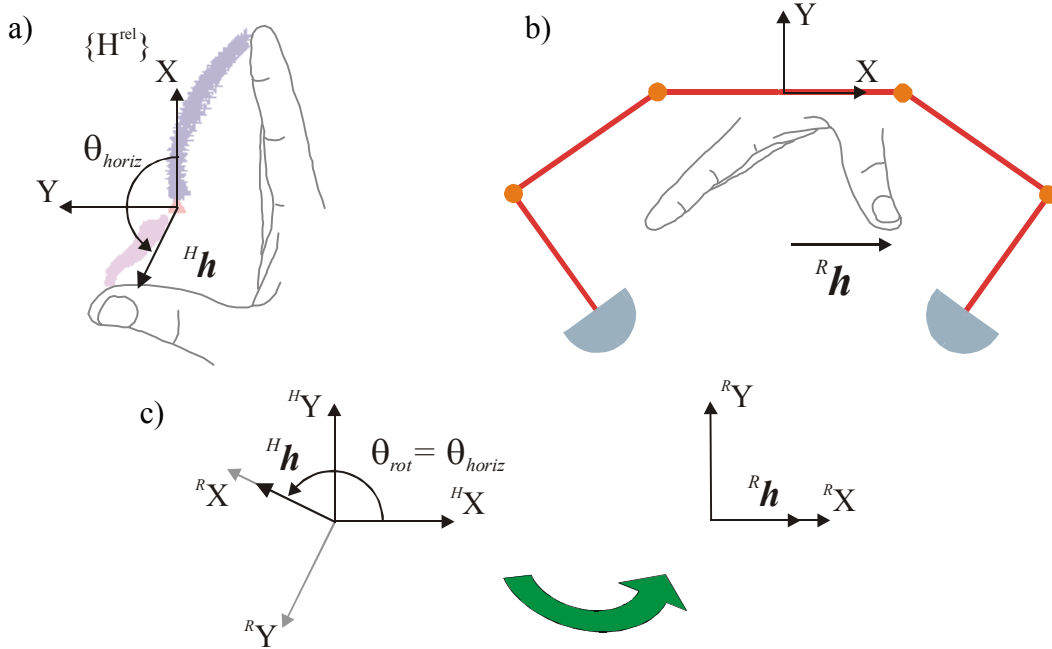 a)
{H^rel}
X
θ_horiz
Y
^H h
b)
Y
X
^R h
c)
^H Y
^H h
θ_rot = θ_horiz
^R X
^H X
^R Y
^R Y
^R h
^R X